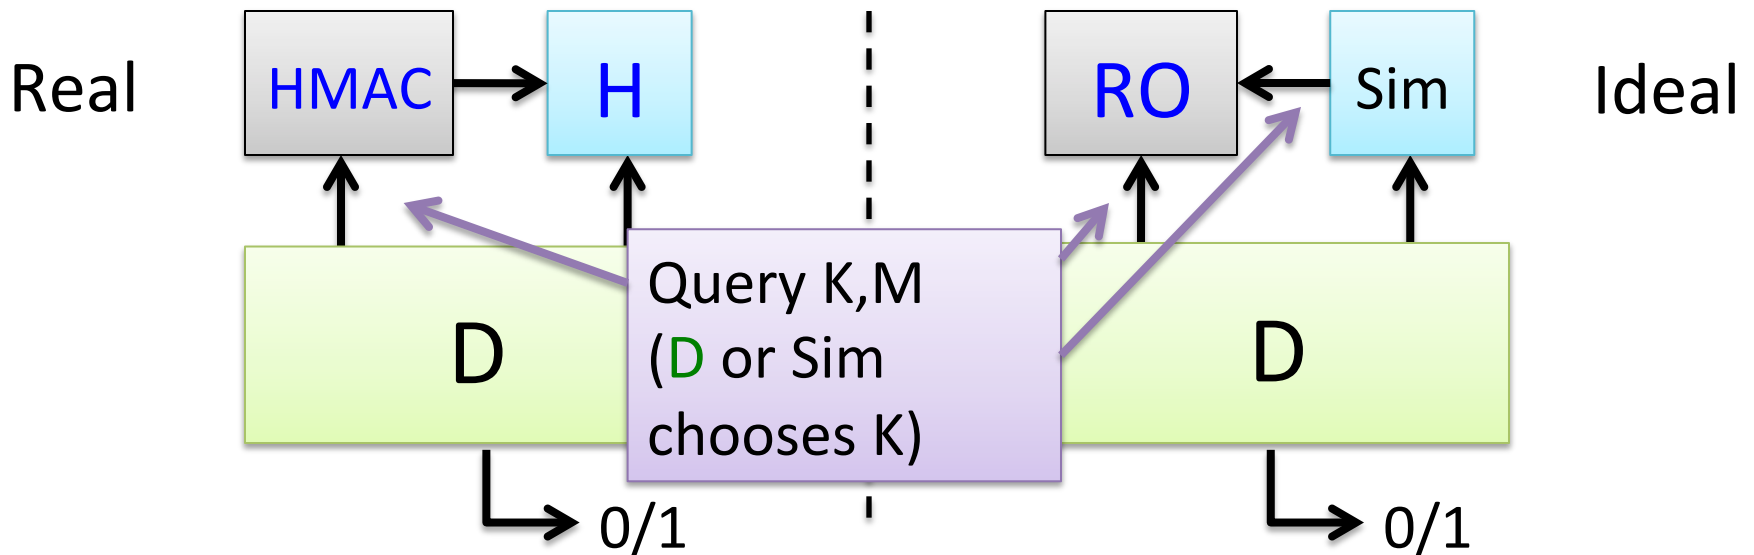 Real
HMAC
H
RO
Sim
Ideal
D
Query K,M
(D or Sim
chooses K)
D
0/1
0/1